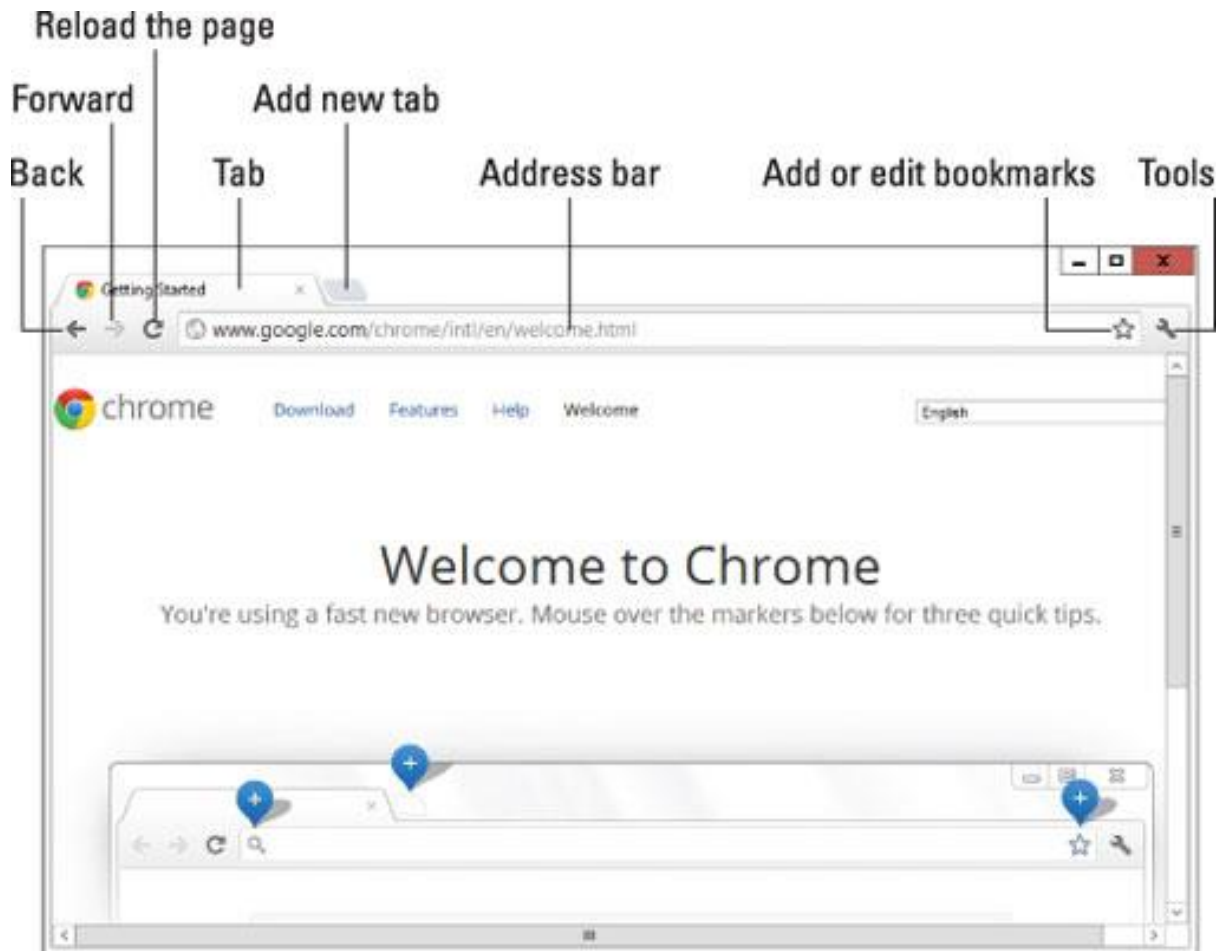 Reload the page
Forward
Add new tab
Back
Tab
Address bar
Add or edit bookmarks
Tools
Getting Started
www.google.com/chrome/intl/en/welcome.html
chrome
Download
Features
Help
Welcome
English
Welcome to Chrome
You're using a fast new browser. Mouse over the markers below for three quick tips.